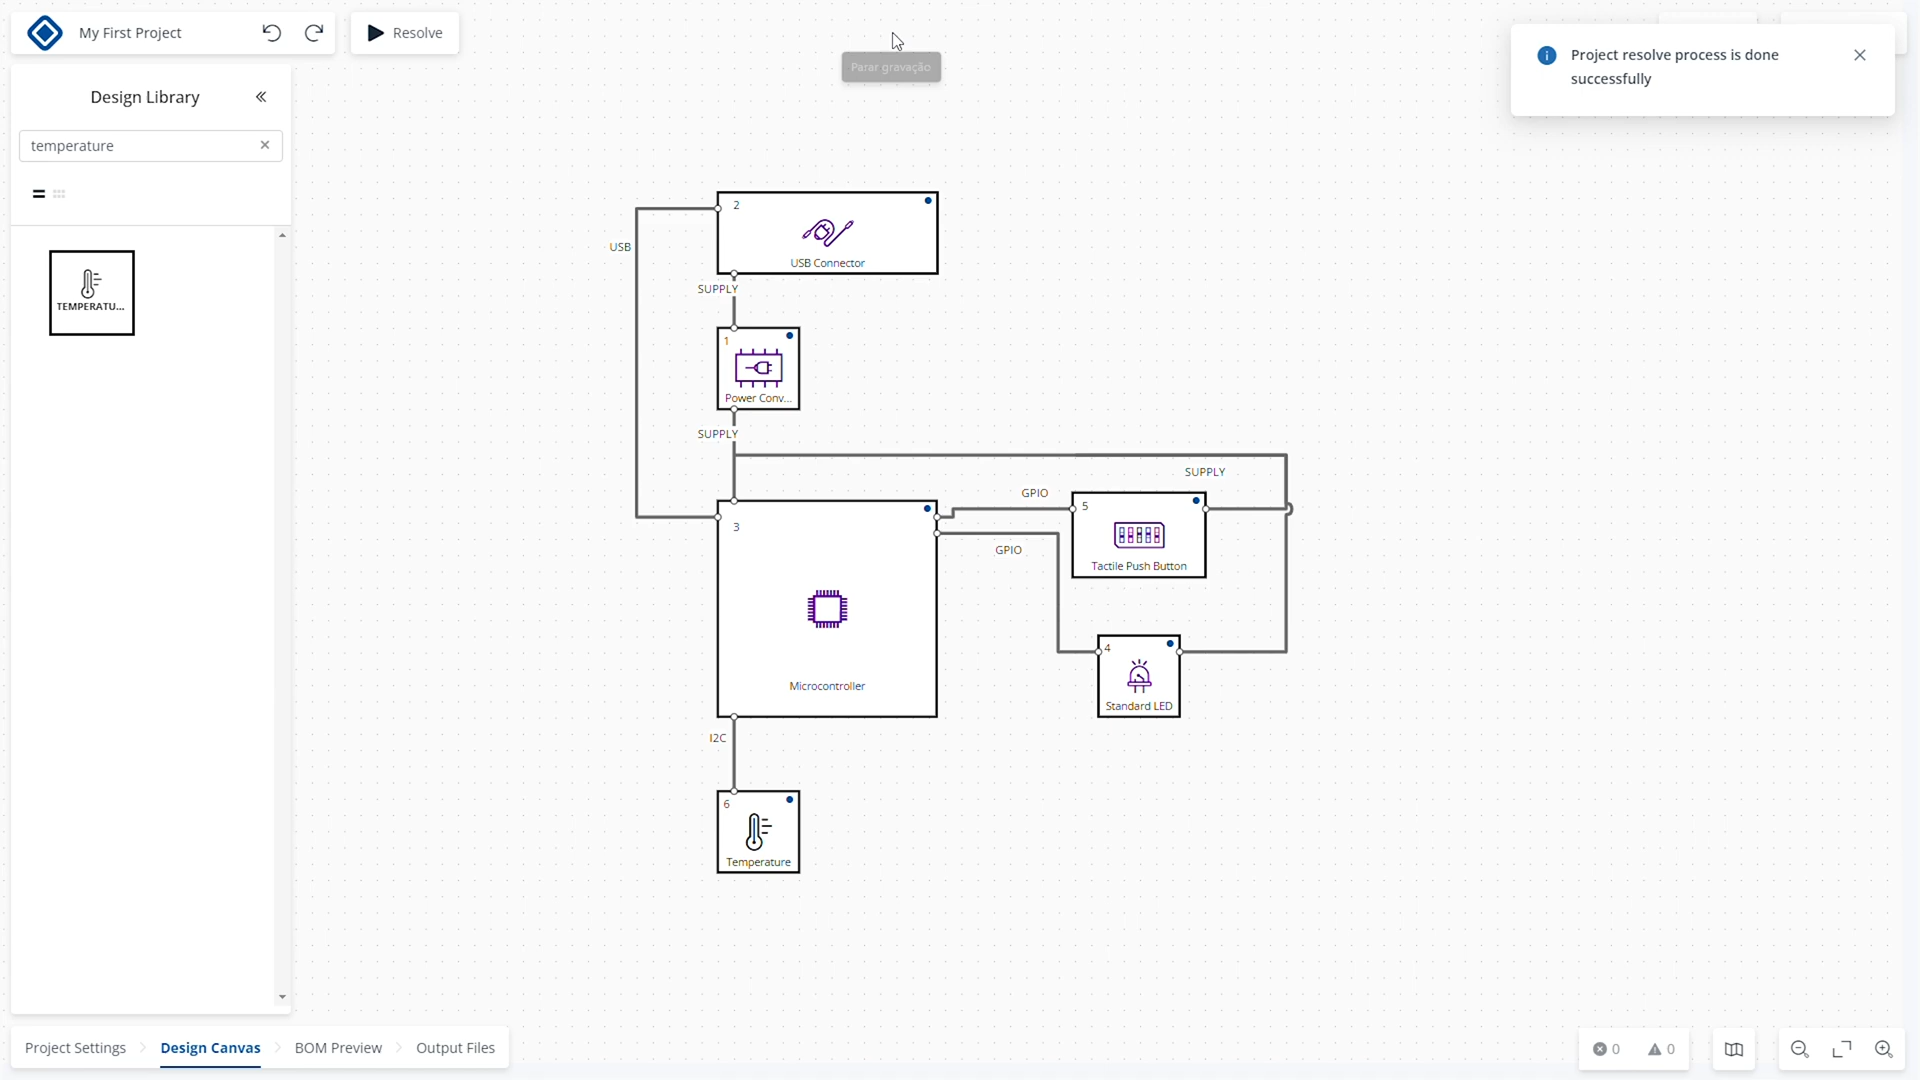 My First Project
Resolve
Parar gravação
Project resolve process is done
successfully
Design Library
temperature
TEMPERATU...
2
USB Connector
USB
SUPPLY
1
Power Conv...
SUPPLY
SUPPLY
GPIO
5
Tactile Push Button
3
Microcontroller
GPIO
4
Standard LED
I2C
6
Temperature
Project Settings
Design Canvas
BOM Preview
Output Files
0
0